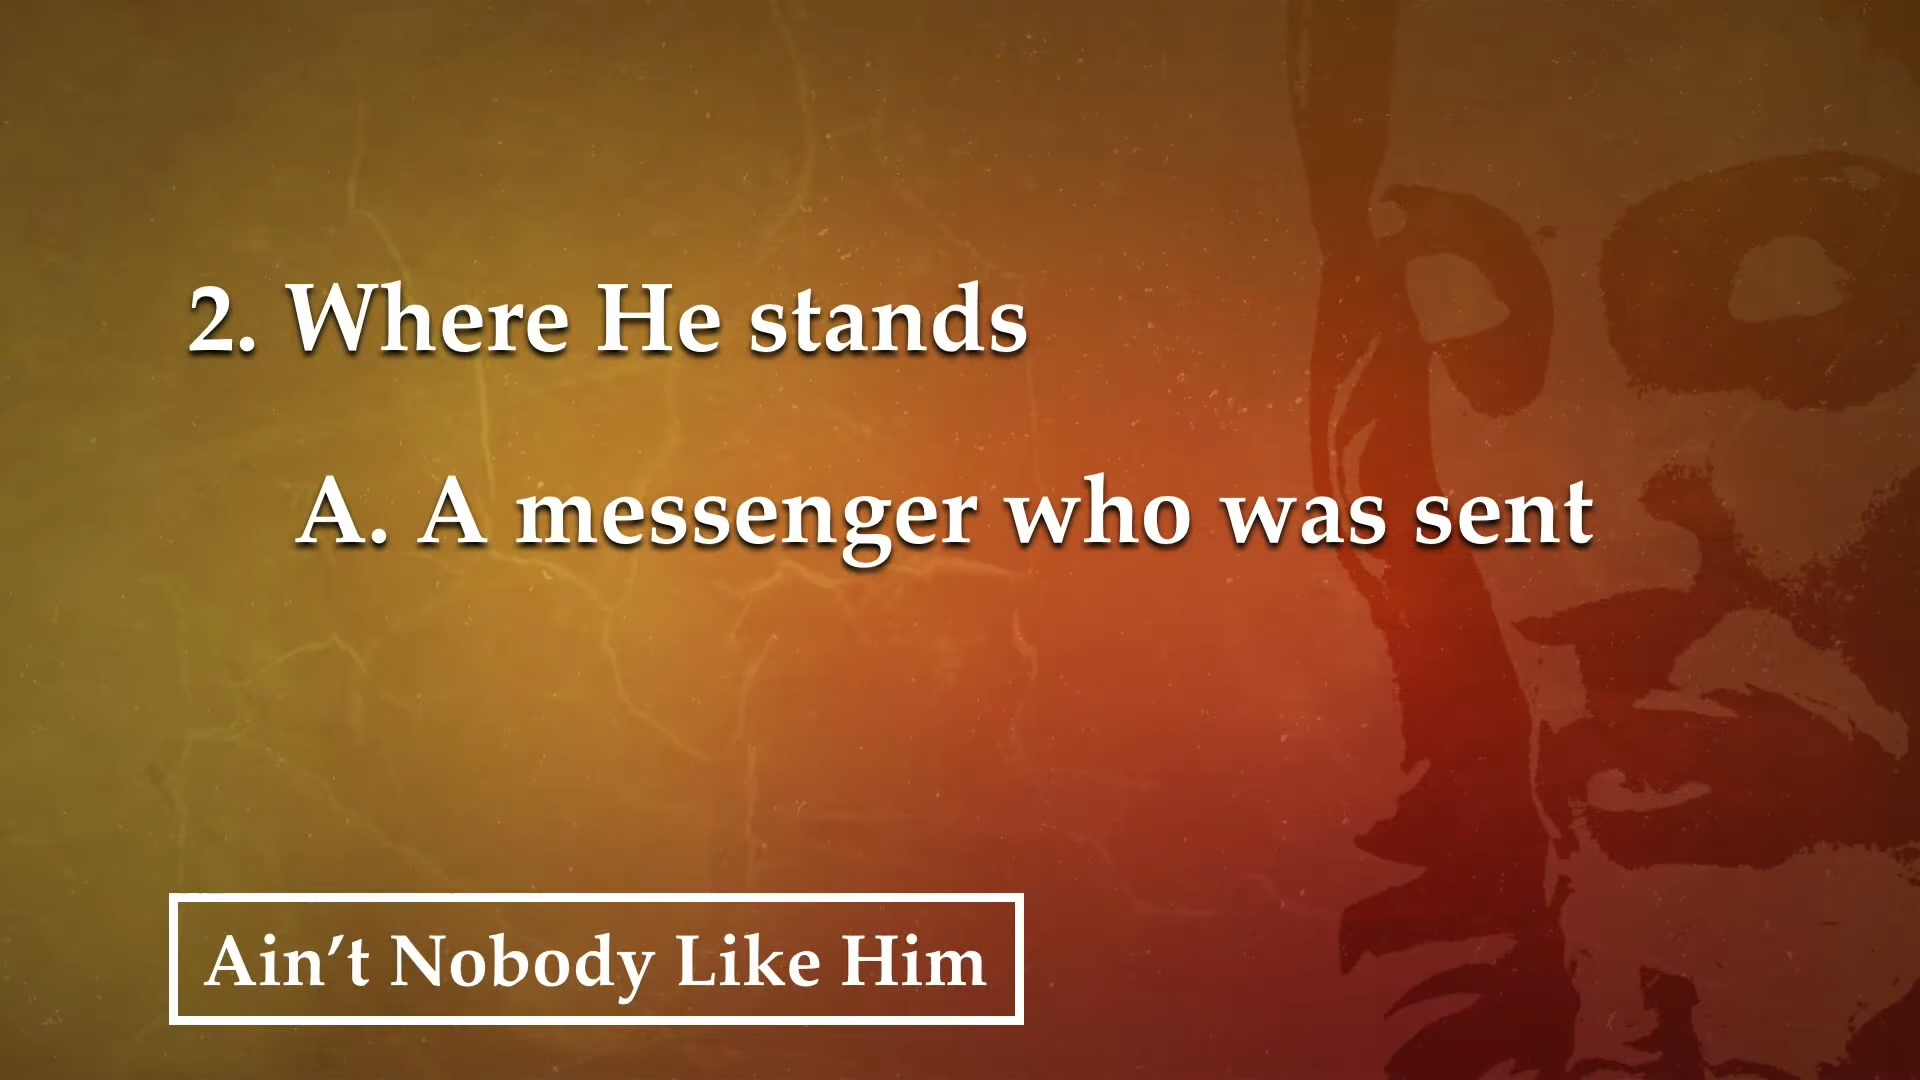 2. Where He stands
A. A messenger who was sent
Ain’t Nobody Like Him